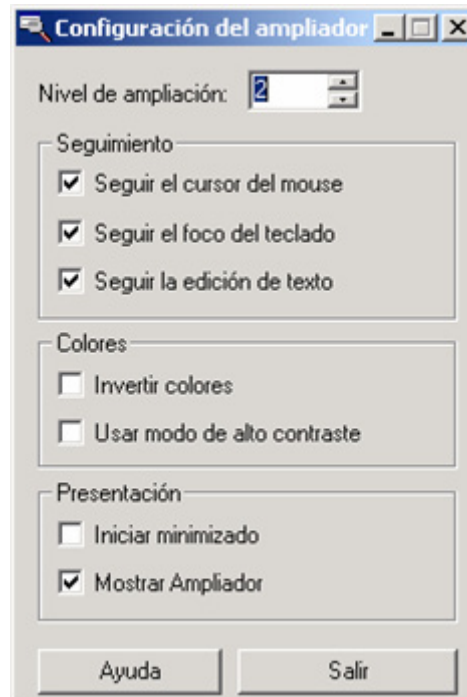 Configuración del ampliador
Nivel de ampliación: 2
Seguimiento
Seguir el cursor del mouse
Seguir el foco del teclado
Seguir la edición de texto
Colores
Invertir colores
Usar modo de alto contraste
Presentación
Iniciar minimizado
Mostrar Ampliador
Ayuda Salir